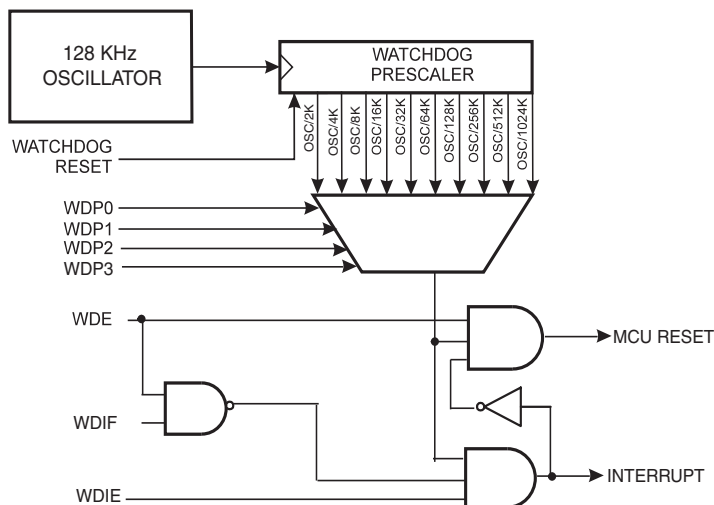 128 KHz
OSCILLATOR
WATCHDOG
PRESCALER
OSC/2K
OSC/4K
OSC/8K
OSC/16K
OSC/32K
OSC/64K
OSC/128K
OSC/256K
OSC/512K
OSC/1024K
WATCHDOG
RESET
WDP0
WDP1
WDP2
WDP3
WDE
MCU RESET
WDIF
INTERRUPT
WDIE